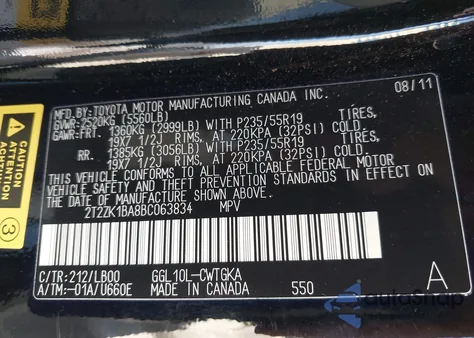 MFD.BY: TOYOTA MOTOR MANUFACTURING CANADA INC. 08/11
GVWR: 2520KG (5560LB)
GAWR: FRT. 1360KG (2999LB) WITH P235/55R19 TIRES,
19X7 1/2J RIMS, AT 220KPA (32PSI) COLD.
RR. 1385KG (3056LB) WITH P235/55R19 TIRES,
19X7 1/2J RIMS, AT 220KPA (32PSI) COLD.
THIS VEHICLE CONFORMS TO ALL APPLICABLE FEDERAL MOTOR
VEHICLE SAFETY STANDARDS IN EFFECT ON
THE DATE OF MANUFACTURE SHOWN ABOVE.
2T2ZK1BA8BC063834 MPV
C/TR:212/LB00 GGL10L-CWTGKA
A/TM:-01A/U660E MADE IN CANADA 550 A
CAUTION
ATTENTION
3
autosnap